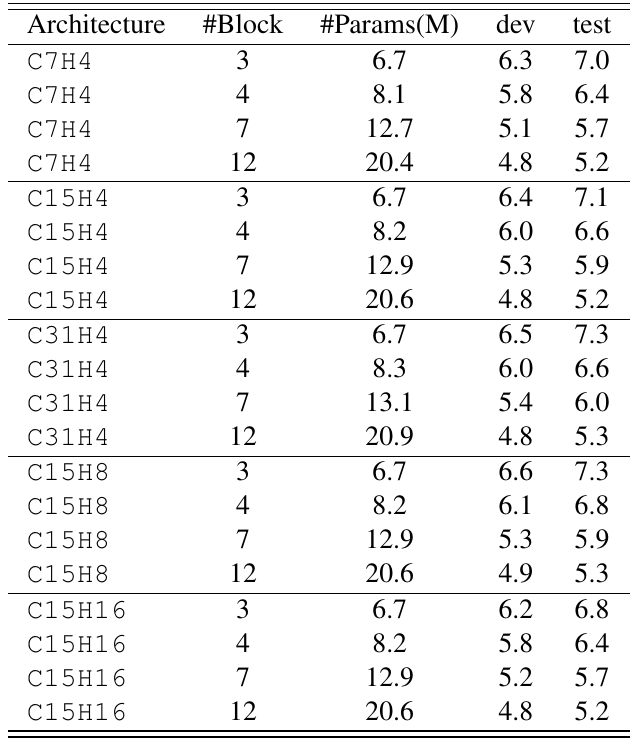 Architecture #Block #Params(M) dev test
C7H4 3 6.7 6.3 7.0
C7H4 4 8.1 5.8 6.4
C7H4 7 12.7 5.1 5.7
C7H4 12 20.4 4.8 5.2
C15H4 3 6.7 6.4 7.1
C15H4 4 8.2 6.0 6.6
C15H4 7 12.9 5.3 5.9
C15H4 12 20.6 4.8 5.2
C31H4 3 6.7 6.5 7.3
C31H4 4 8.3 6.0 6.6
C31H4 7 13.1 5.4 6.0
C31H4 12 20.9 4.8 5.3
C15H8 3 6.7 6.6 7.3
C15H8 4 8.2 6.1 6.8
C15H8 7 12.9 5.3 5.9
C15H8 12 20.6 4.9 5.3
C15H16 3 6.7 6.2 6.8
C15H16 4 8.2 5.8 6.4
C15H16 7 12.9 5.2 5.7
C15H16 12 20.6 4.8 5.2